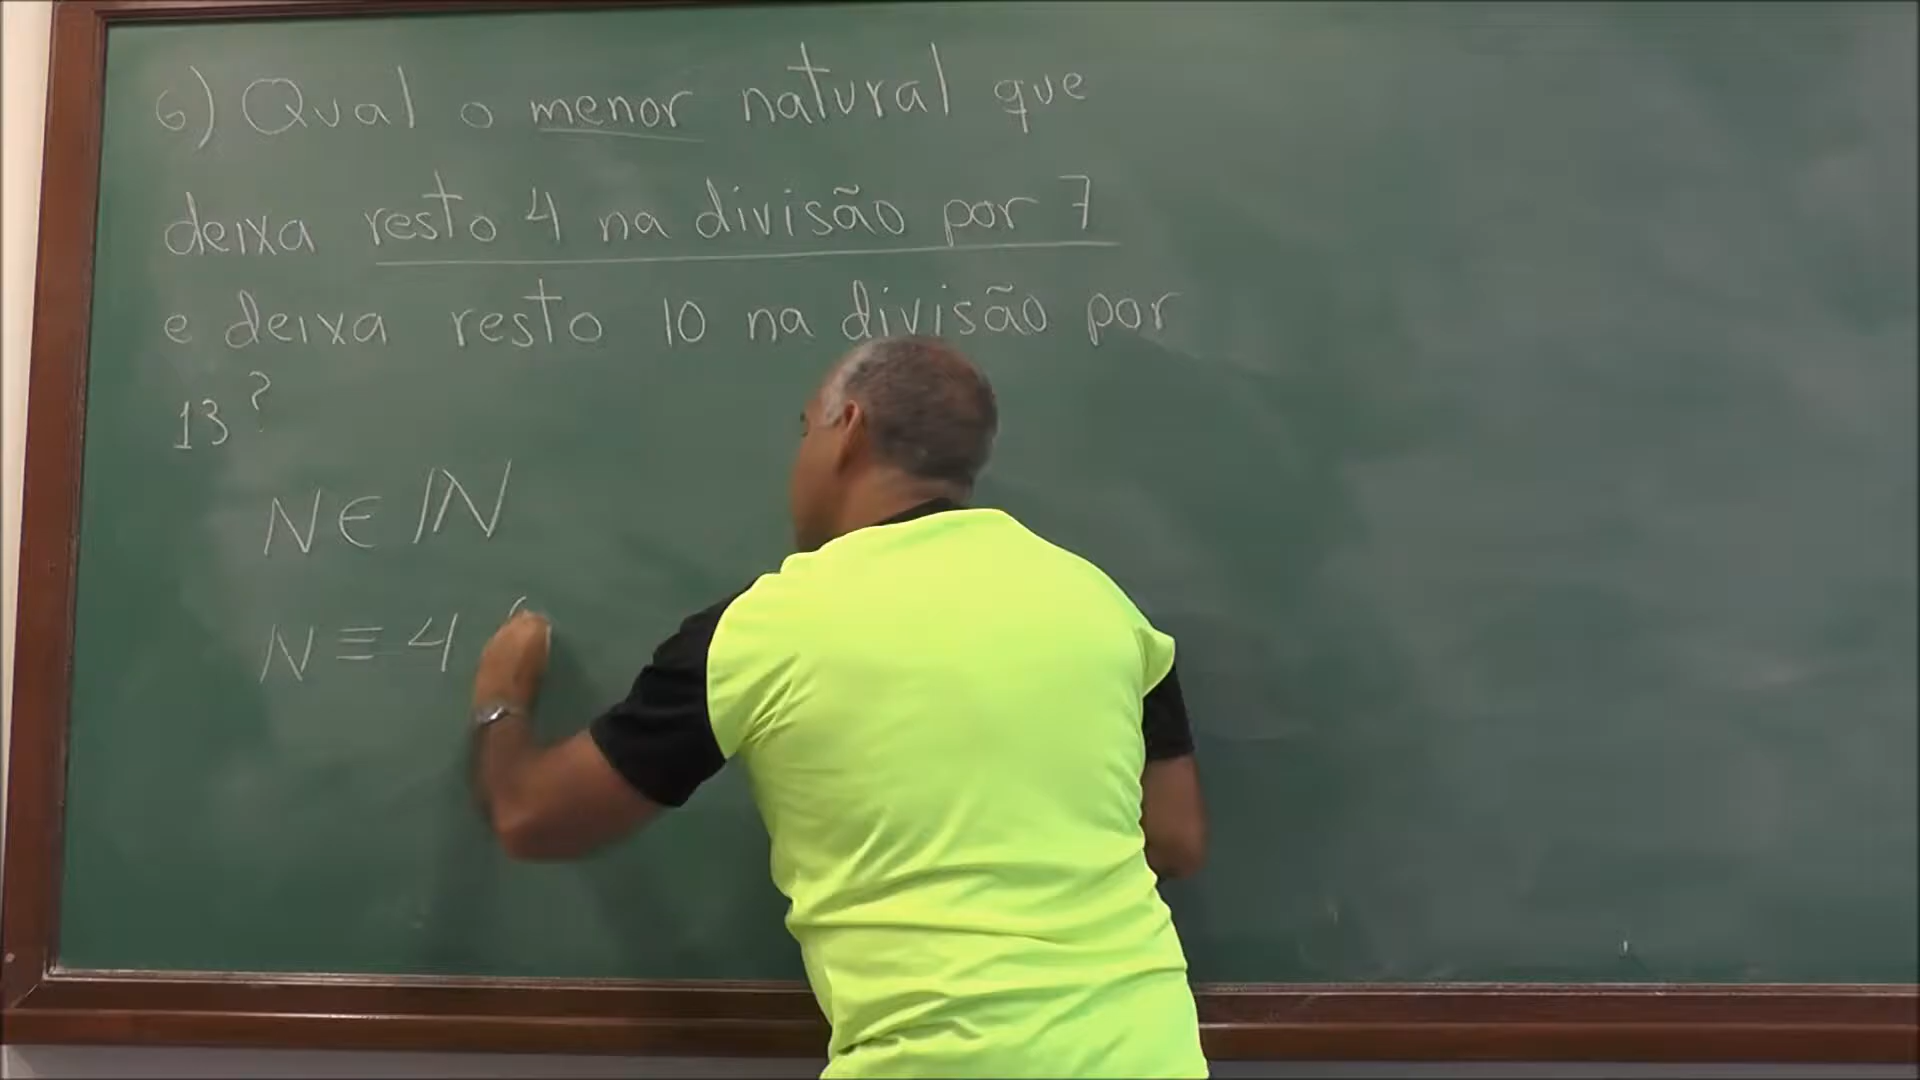 6) Qual o menor natural que
deixa resto 4 na divisão por 7
e deixa resto 10 na divisão por
13?
N ∈ ℕ
N ≡ 4 (